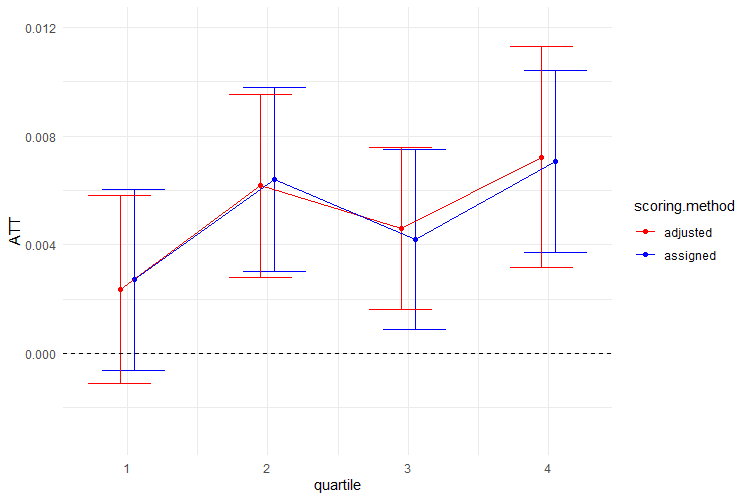 0.012
0.008
0.004
0.000
ATT
1 2 3 4
quartile
scoring.method
adjusted
assigned